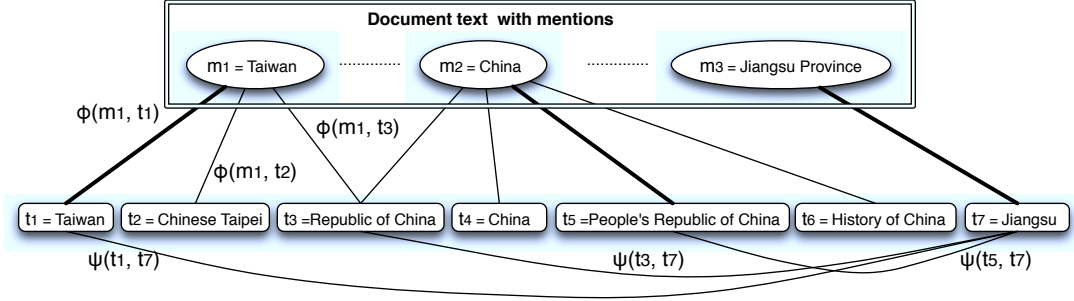 Document text with mentions
m1 = Taiwan
m2 = China
m3 = Jiangsu Province
ϕ(m1, t1)
ϕ(m1, t3)
ϕ(m1, t2)
t1 = Taiwan
t2 = Chinese Taipei
t3 =Republic of China
t4 = China
t5 =People's Republic of China
t6 = History of China
t7 = Jiangsu
ψ(t1, t7)
ψ(t3, t7)
ψ(t5, t7)